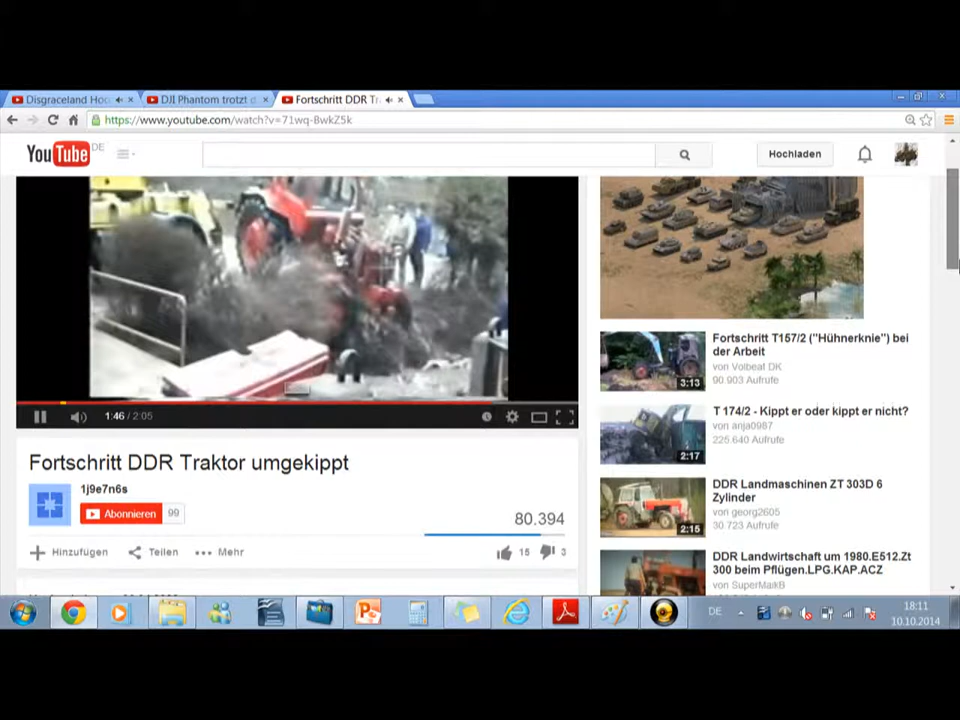 Disgraceland Hoo
DJI Phantom trotzt d
Fortschritt DDR Tr
https://www.youtube.com/watch?v=71wq-BwkZ5k
YouTube DE
Hochladen
1:46 / 2:05
Fortschritt DDR Traktor umgekippt
1j9e7n6s
Abonnieren 99
80.394
Hinzufügen
Teilen
Mehr
15
3
3:13
Fortschritt T157/2 ("Hühnerknie") bei
der Arbeit
von Volbeat DK
90.903 Aufrufe
2:17
T 174/2 - Kippt er oder kippt er nicht?
von anja0987
225.640 Aufrufe
2:15
DDR Landmaschinen ZT 303D 6
Zylinder
von georg2605
30.723 Aufrufe
DDR Landwirtschaft um 1980.E512.Zt
300 beim Pflügen.LPG.KAP.ACZ
von SuperMaikB
DE
18:11
10.10.2014